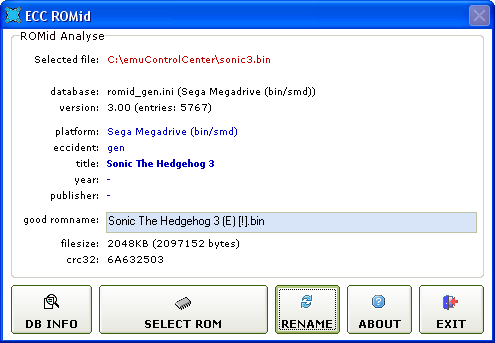 ECC ROMid
ROMid Analyse
Selected file: C:\emuControlCenter\sonic3.bin
database: romid_gen.ini (Sega Megadrive (bin/smd))
version: 3.00 (entries: 5767)
platform: Sega Megadrive (bin/smd)
eccident: gen
title: Sonic The Hedgehog 3
year: -
publisher: -
good romname: Sonic The Hedgehog 3 (E) [!].bin
filesize: 2048KB (2097152 bytes)
crc32: 6A632503
DB INFO SELECT ROM RENAME ABOUT EXIT